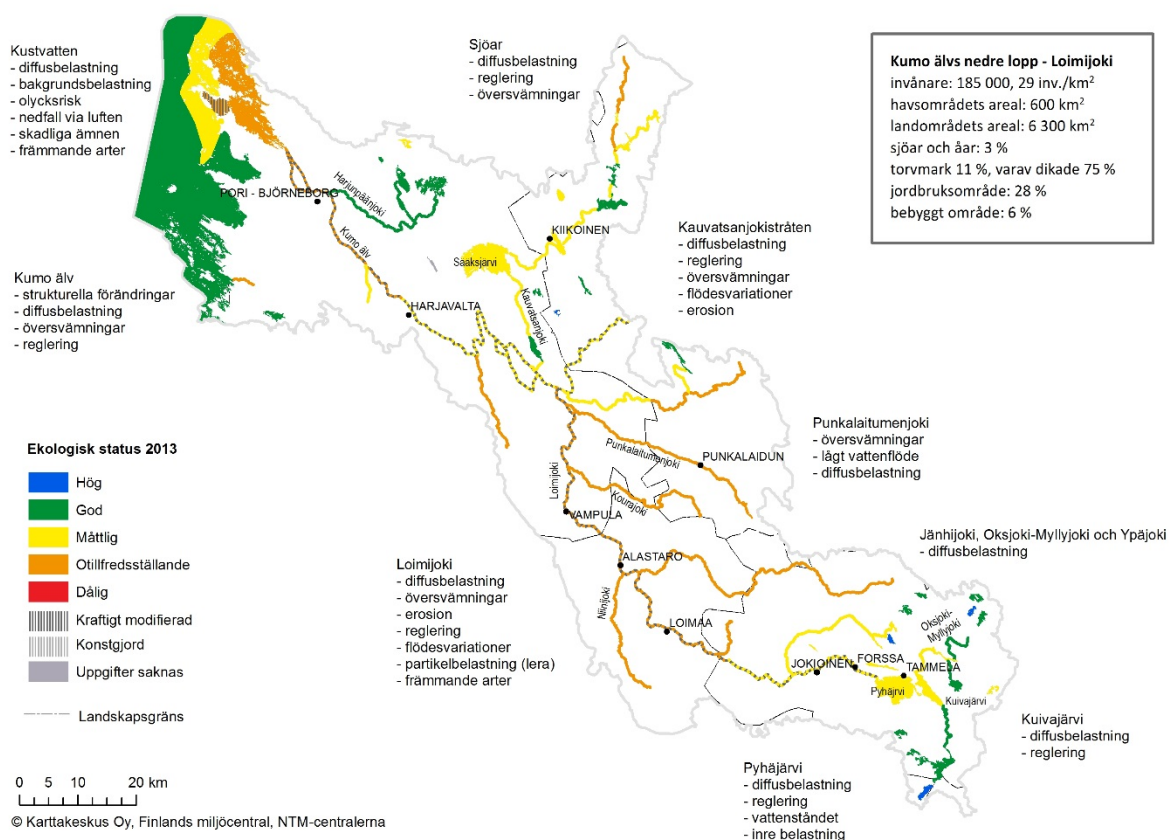 Kustvatten
- diffusbelastning
- bakgrundsbelastning
- olycksrisk
- nedfall via luften
- skadliga ämnen
- främmande arter
Sjöar
- diffusbelastning
- reglering
- översvämningar
Kumo älvs nedre lopp - Loimijoki
invånare: 185 000, 29 inv./km²
havsområdets areal: 600 km²
landområdets areal: 6 300 km²
sjöar och åar: 3 %
torvmark 11 %, varav dikade 75 %
jordbruksområde: 28 %
bebyggt område: 6 %
PORI - BJÖRNEBORG
Harjunpäänjoki
Kumo älv
KIIKOINEN
Sääksjärvi
Kauvatsanjoki
HARJAVALTA
Kauvatsanjokistråten
- diffusbelastning
- reglering
- översvämningar
- flödesvariationer
- erosion
Kumo älv
- strukturella förändringar
- diffusbelastning
- översvämningar
- reglering
Punkalaitumenjoki
- översvämningar
- lågt vattenflöde
- diffusbelastning
Punkalaitumenjoki
PUNKALAIDUN
Loimijoki
Kourajoki
VAMPULA
ALASTARO
Niinijoki
LOIMAA
Jänhijoki, Oksjoki-Myllyjoki och Ypäjoki
- diffusbelastning
Oksjoki-
Myllyjoki
JOKIOINEN
FORSSA
TAMMELA
Pyhäjrvi
Kuivajärvi
Loimijoki
- diffusbelastning
- översvämningar
- erosion
- reglering
- flödesvariationer
- partikelbelastning (lera)
- främmande arter
Kuivajärvi
- diffusbelastning
- reglering
Pyhäjärvi
- diffusbelastning
- reglering
- vattenståndet
- inre belastning
Ekologisk status 2013
Hög
God
Måttlig
Otillfredsställande
Dålig
Kraftigt modifierad
Konstgjord
Uppgifter saknas
Landskapsgräns
0 5 10 20 km
© Karttakeskus Oy, Finlands miljöcentral, NTM-centralerna